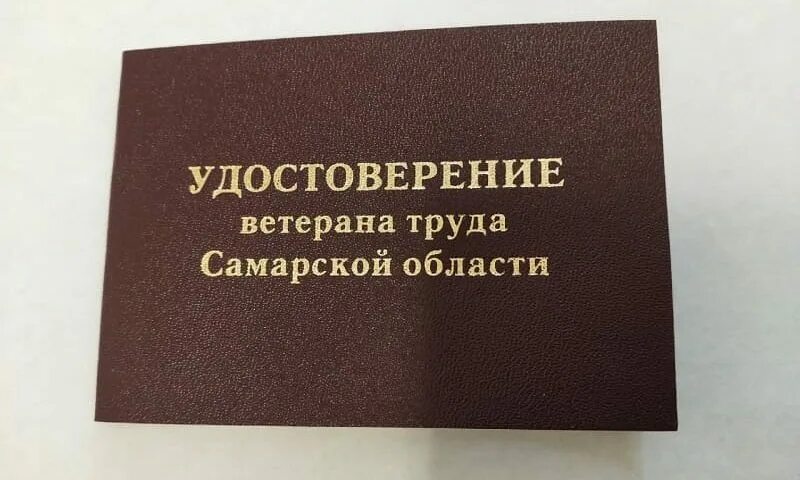 УДОСТОВЕРЕНИЕ
ветерана труда
Самарской области